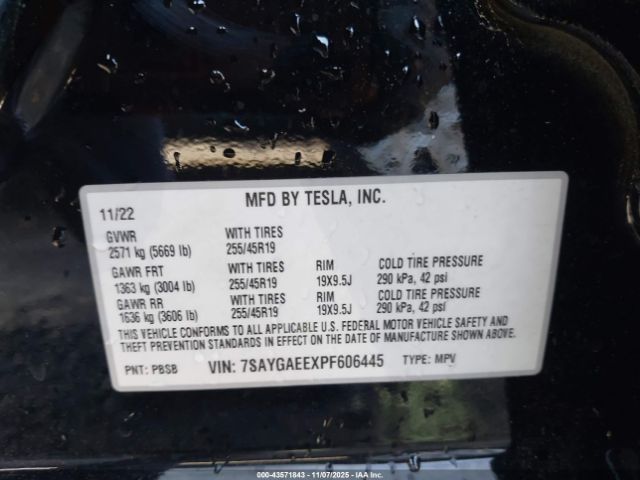 MFD BY TESLA, INC.
11/22
GVWR WITH TIRES
2571 kg (5669 lb) 255/45R19
GAWR FRT WITH TIRES RIM COLD TIRE PRESSURE
1363 kg (3004 lb) 255/45R19 19X9.5J 290 kPa, 42 psi
GAWR RR WITH TIRES RIM COLD TIRE PRESSURE
1636 kg (3606 lb) 255/45R19 19X9.5J 290 kPa, 42 psi
THIS VEHICLE CONFORMS TO ALL APPLICABLE U.S. FEDERAL MOTOR VEHICLE SAFETY AND
THEFT PREVENTION STANDARDS IN EFFECT ON THE DATE OF MANUFACTURE SHOWN ABOVE.
PNT: PBSB VIN: 7SAYGAEEXPF606445 TYPE: MPV
000-43571843 - 11/07/2025 - IAAI Inc.